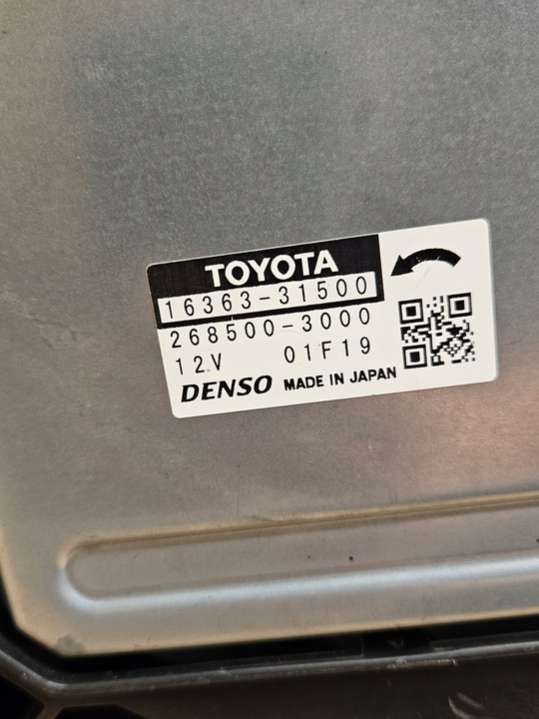 TOYOTA
16363-31500
268500-3000
12V 01F19
DENSO MADE IN JAPAN